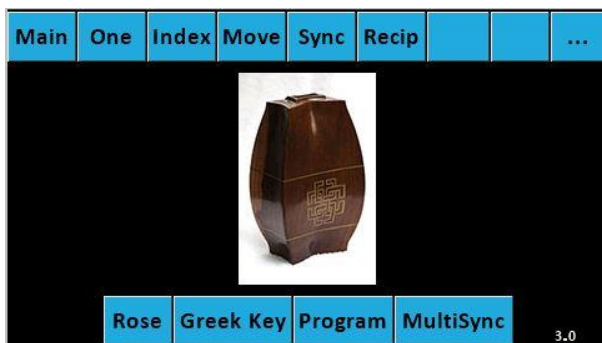 Main One Index Move Sync Recip ...
Rose Greek Key Program MultiSync
3.0